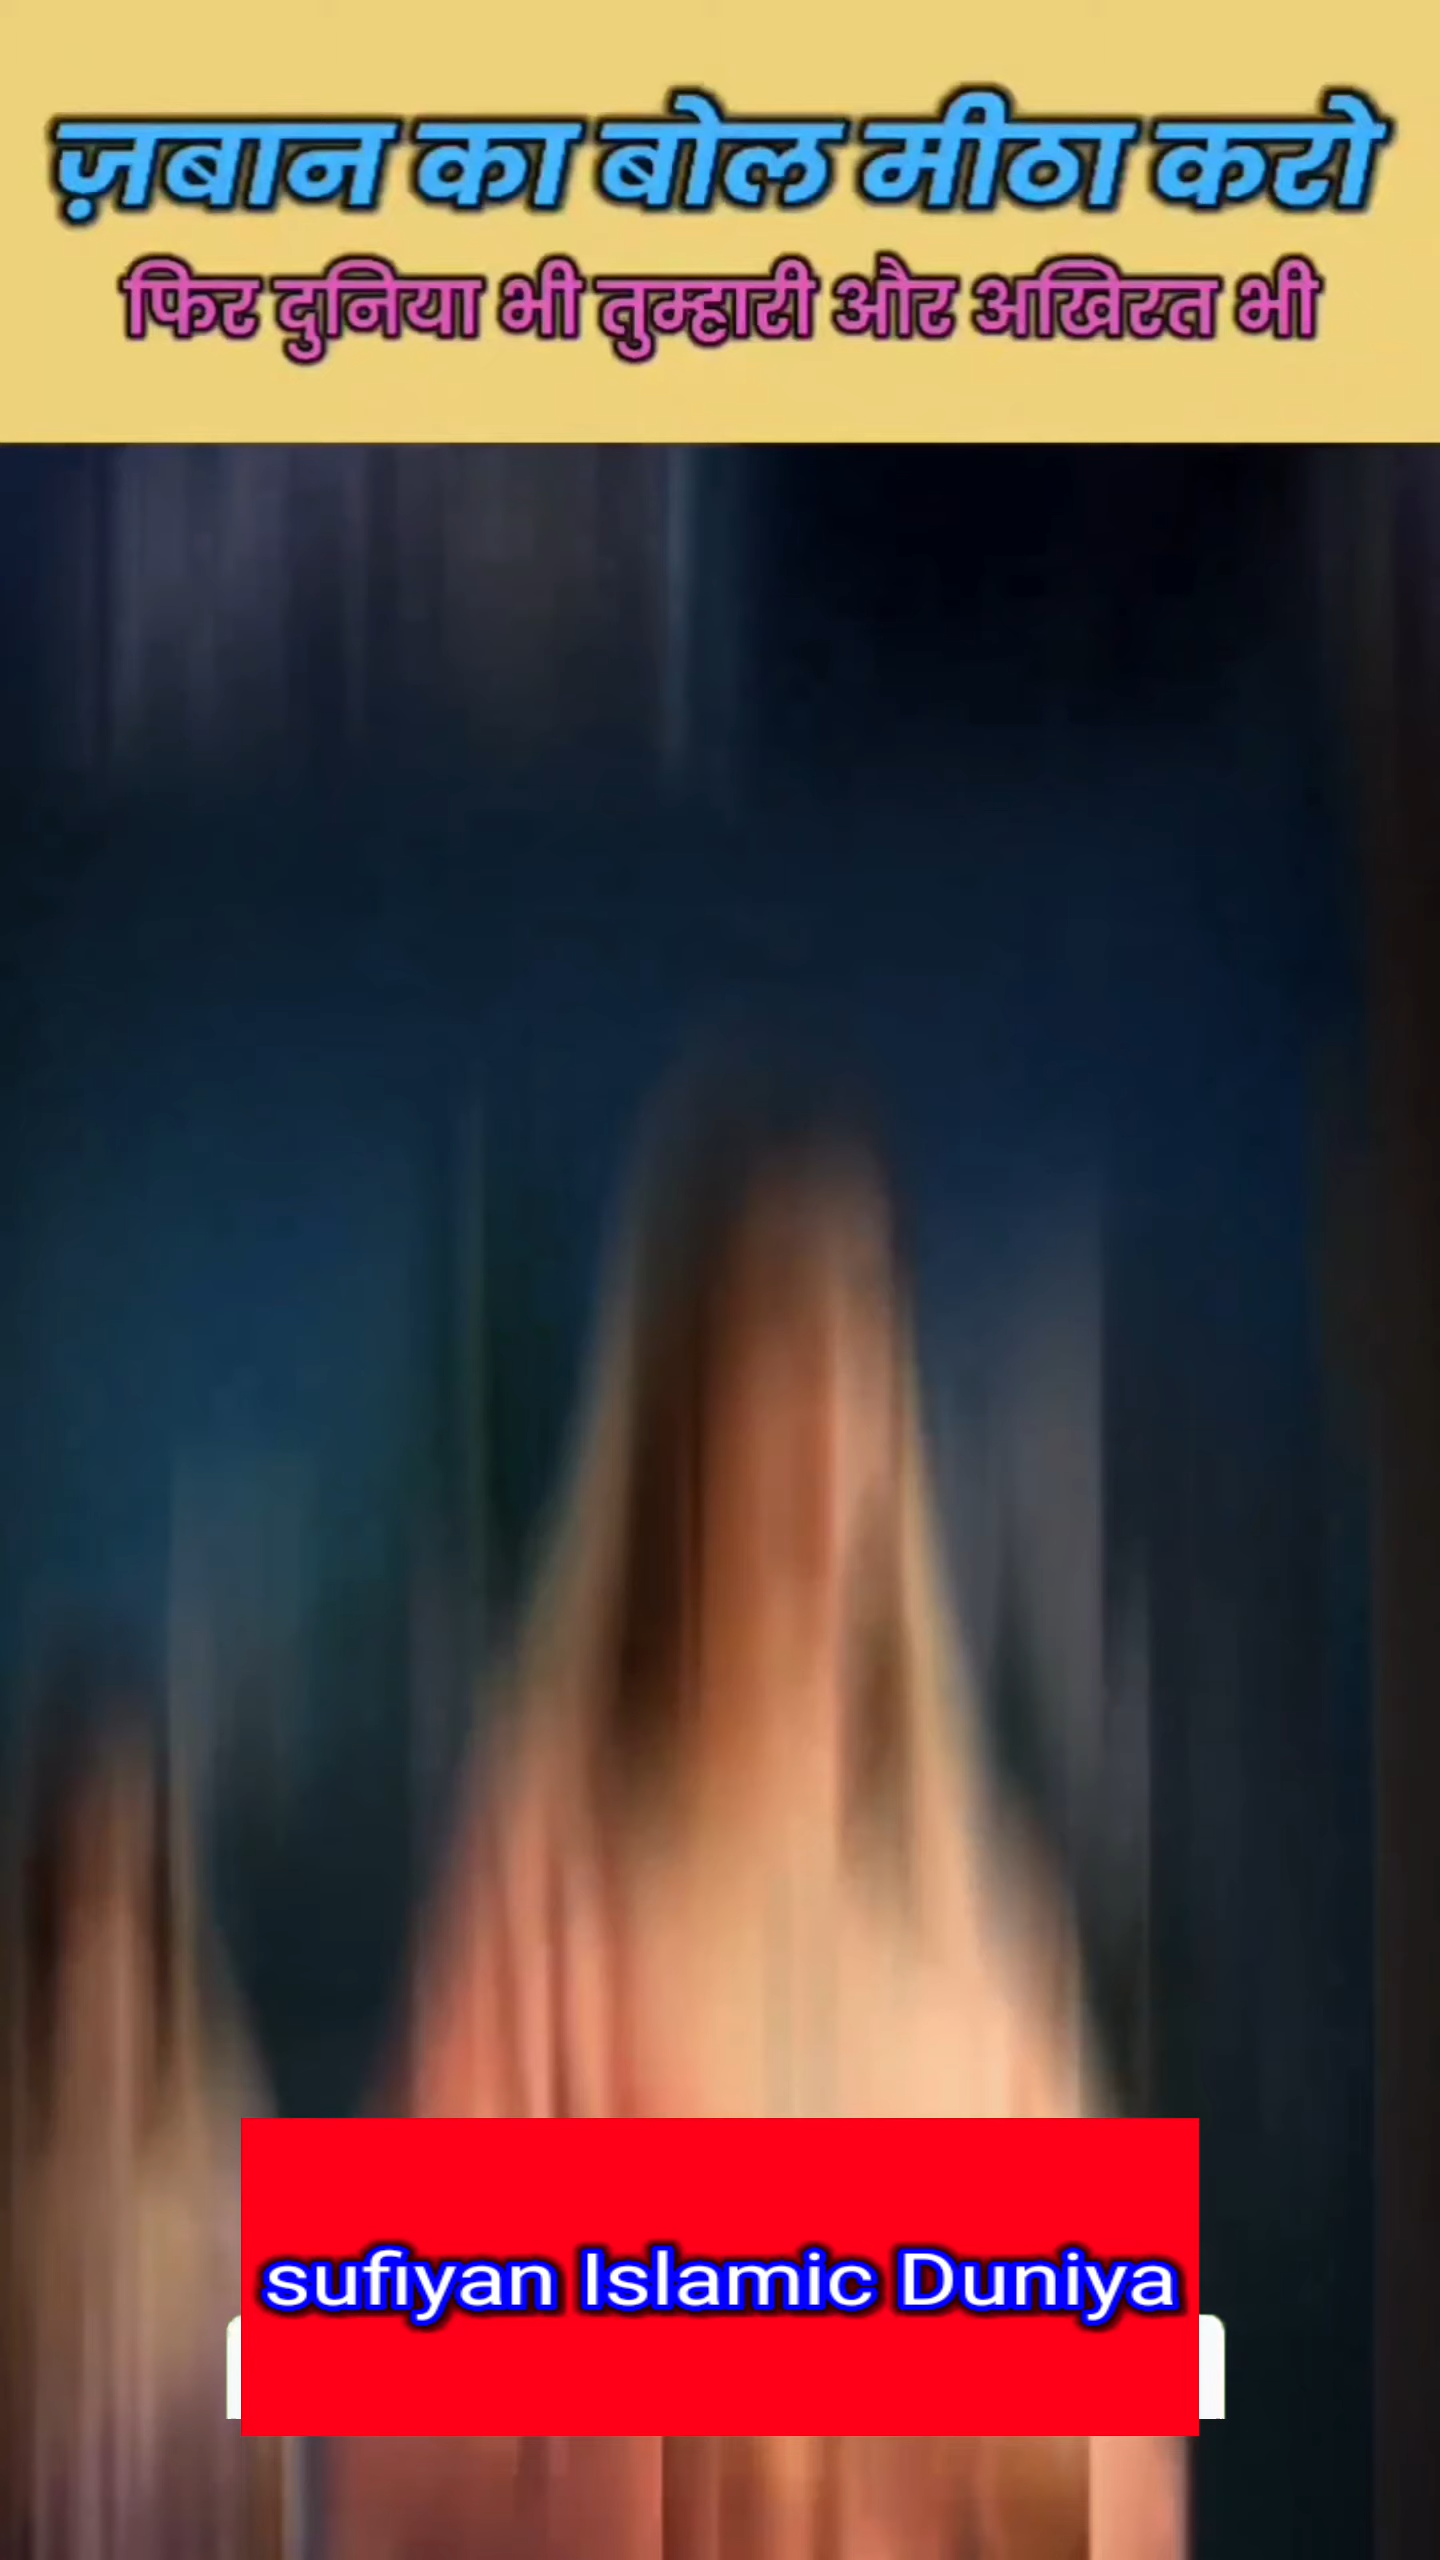 ज़बान का बोल मीठा करो
फिर दुनिया भी तुम्हारी और अखिरत भी
sufiyan Islamic Duniya